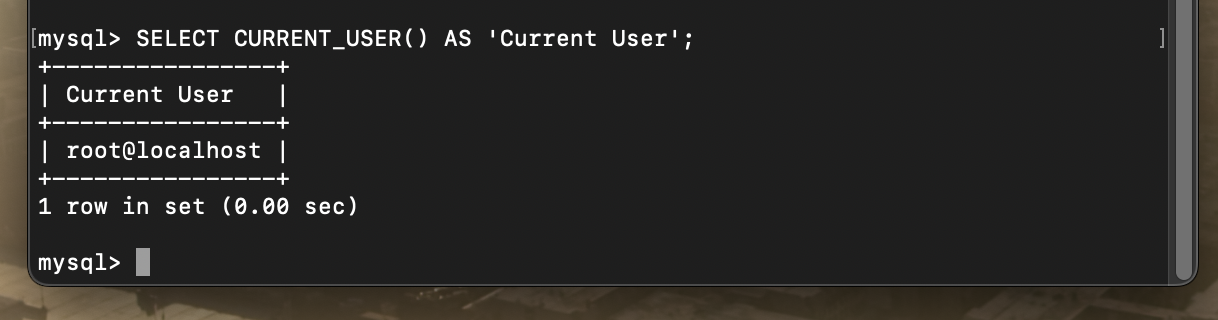 [mysql> SELECT CURRENT_USER() AS 'Current User'; ]
+----------------+
| Current User   |
+----------------+
| root@localhost |
+----------------+
1 row in set (0.00 sec)
mysql>